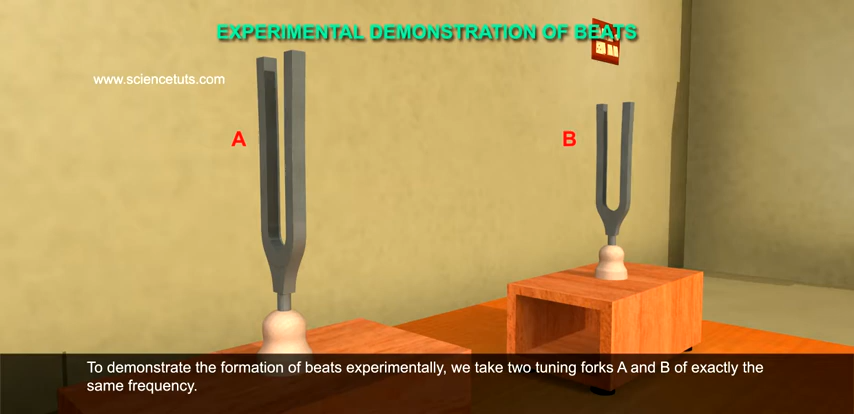 EXPERIMENTAL DEMONSTRATION OF BEATS
www.sciencetuts.com
A
B
To demonstrate the formation of beats experimentally, we take two tuning forks A and B of exactly the
same frequency.